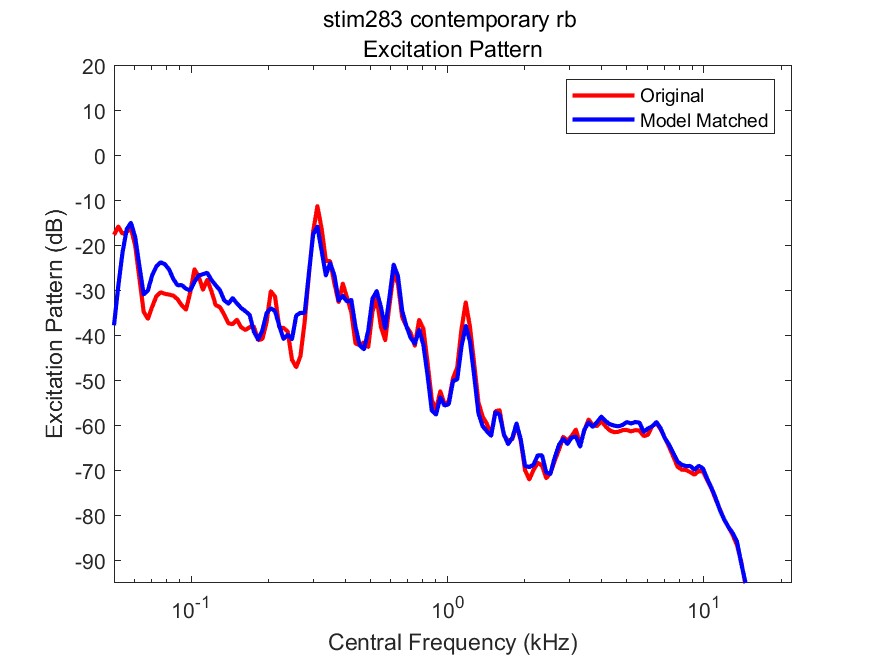 stim283 contemporary rb
Excitation Pattern
Original
Model Matched
Excitation Pattern (dB)
20
10
0
-10
-20
-30
-40
-50
-60
-70
-80
-90
10^-1
10^0
10^1
Central Frequency (kHz)